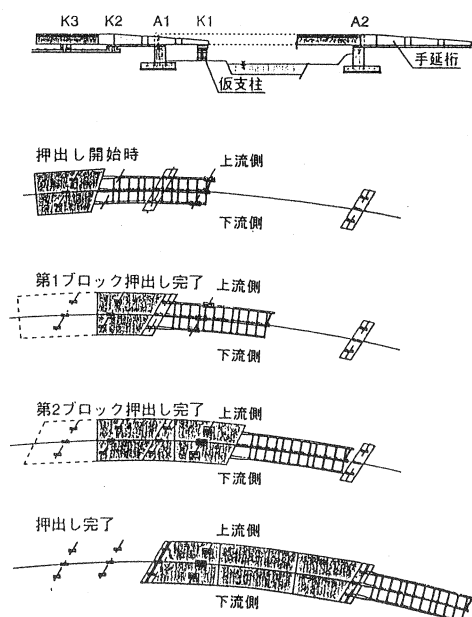 K3 K2 A1 K1 A2
仮支柱
手延桁
押出し開始時
上流側
下流側
第1ブロック押出し完了
上流側
下流側
第2ブロック押出し完了
上流側
下流側
押出し完了
上流側
下流側